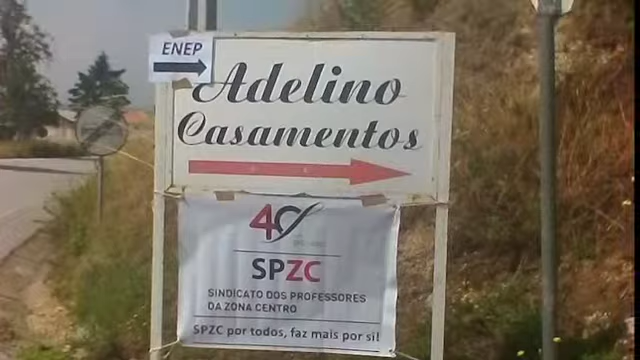 ENEP
Adelino
Casamentos
40
SPZC
SINDICATO DOS PROFESSORES
DA ZONA CENTRO
SPZC por todos, faz mais por si!